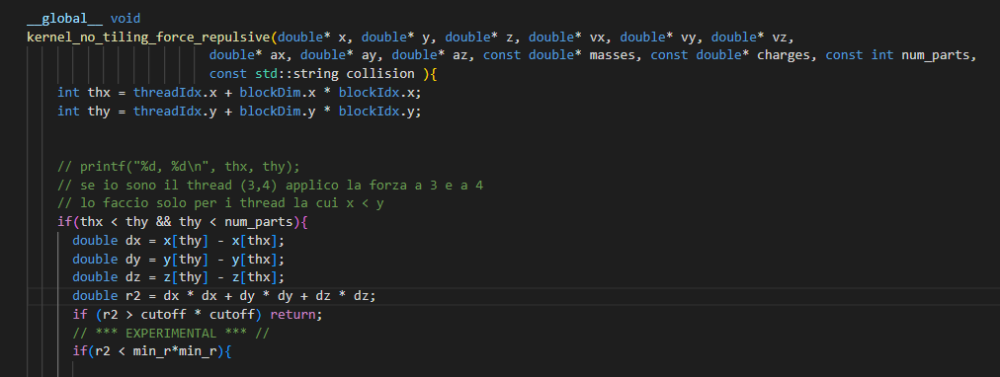 __global__ void
kernel_no_tiling_force_repulsive(double* x, double* y, double* z, double* vx, double* vy, double* vz,
double* ax, double* ay, double* az, const double* masses, const double* charges, const int num_parts,
const std::string collision ){
int thx = threadIdx.x + blockDim.x * blockIdx.x;
int thy = threadIdx.y + blockDim.y * blockIdx.y;
// printf("%d, %d\n", thx, thy);
// se io sono il thread (3,4) applico la forza a 3 e a 4
// lo faccio solo per i thread la cui x < y
if(thx < thy && thy < num_parts){
double dx = x[thy] - x[thx];
double dy = y[thy] - y[thx];
double dz = z[thy] - z[thx];
double r2 = dx * dx + dy * dy + dz * dz;
if (r2 > cutoff * cutoff) return;
// *** EXPERIMENTAL *** //
if(r2 < min_r*min_r){